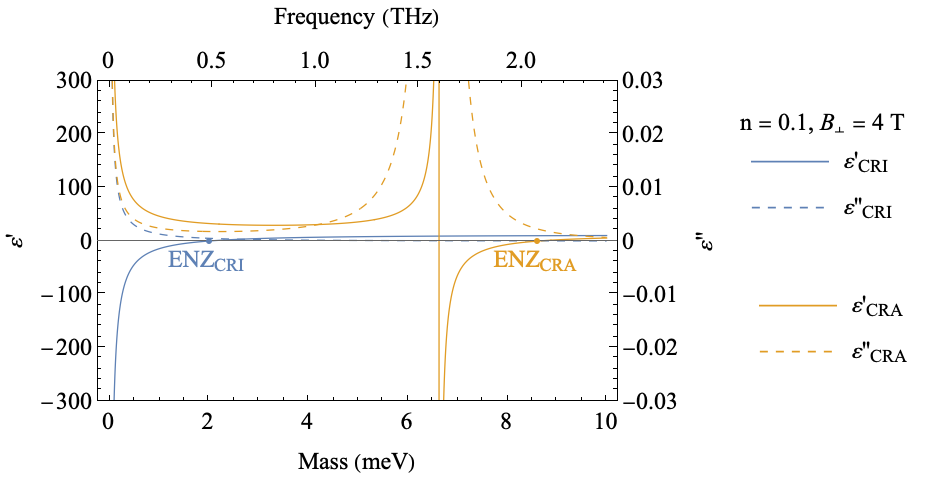 Frequency (THz)
0 0.5 1.0 1.5 2.0
300 0.03
200 0.02
100 0.01
0 0
−100 −0.01
−200 −0.02
−300 −0.03
ε' ε"
ENZCRI ENZCRA
0 2 4 6 8 10
Mass (meV)
n = 0.1, B⊥ = 4 T
ε'CRI
ε"CRI
ε'CRA
ε"CRA